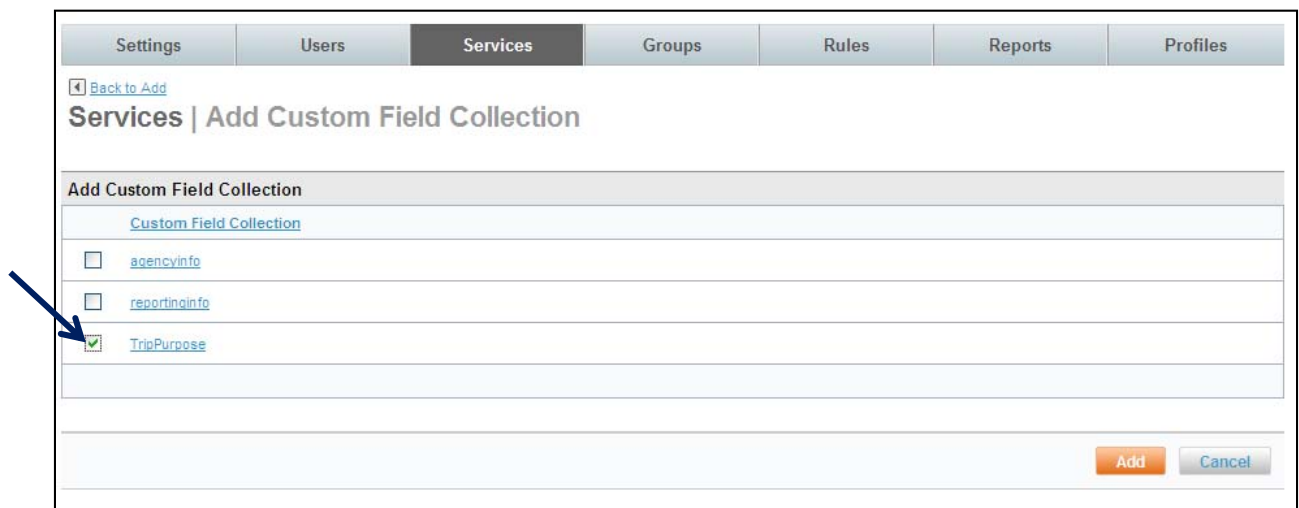 Settings Users Services Groups Rules Reports Profiles
Back to Add
Services | Add Custom Field Collection
Add Custom Field Collection
Custom Field Collection
agencyinfo
reportinginfo
TripPurpose
Add Cancel